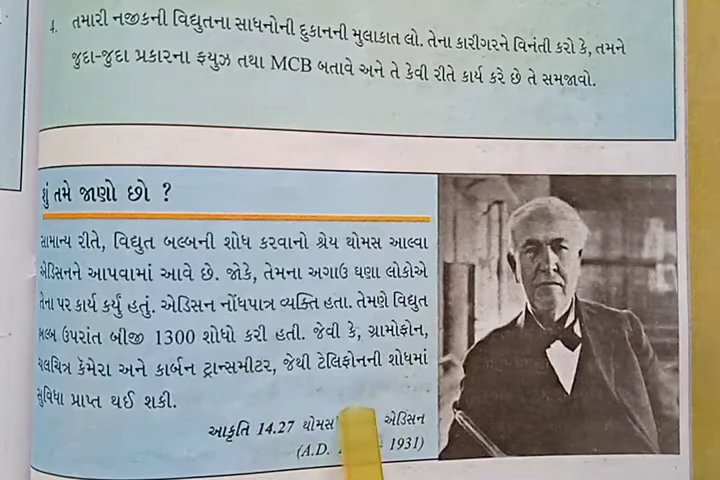 4. તમારી નજીકની વિદ્યુતના સાધનોની દુકાનની મુલાકાત લો. તેના કારીગરને વિનંતી કરો કે, તમને
જુદા-જુદા પ્રકારના ફ્યુઝ તથા MCB બતાવે અને તે કેવી રીતે કાર્ય કરે છે તે સમજાવો.
શું તમે જાણો છો ?
સામાન્ય રીતે, વિદ્યુત બલ્બની શોધ કરવાનો શ્રેય થોમસ આલ્વા
એડિસનને આપવામાં આવે છે. જોકે, તેમના અગાઉ ઘણા લોકોએ
તેના પર કાર્ય કર્યું હતું. એડિસન નોંધપાત્ર વ્યક્તિ હતા. તેમણે વિદ્યુત
બલ્બ ઉપરાંત બીજી 1300 શોધો કરી હતી. જેવી કે, ગ્રામોફોન,
ચલચિત્ર કૅમેરા અને કાર્બન ટ્રાન્સમીટર, જેથી ટેલિફોનની શોધમાં
સુવિધા પ્રાપ્ત થઈ શકી.
આકૃતિ 14.27 થોમસ એડિસન
(A.D. 1931)